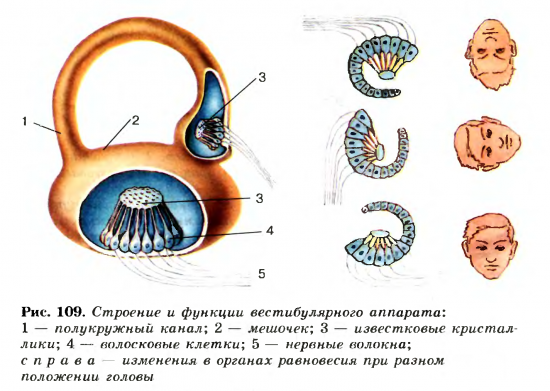 3
1
2
3
4
5
Рис. 109. Строение и функции вестибулярного аппарата:
1 — полукружный канал; 2 — мешочек; 3 — известковые кристал-
лики; 4 — волосковые клетки; 5 — нервные волокна;
справа — изменения в органах равновесия при разном
положении головы